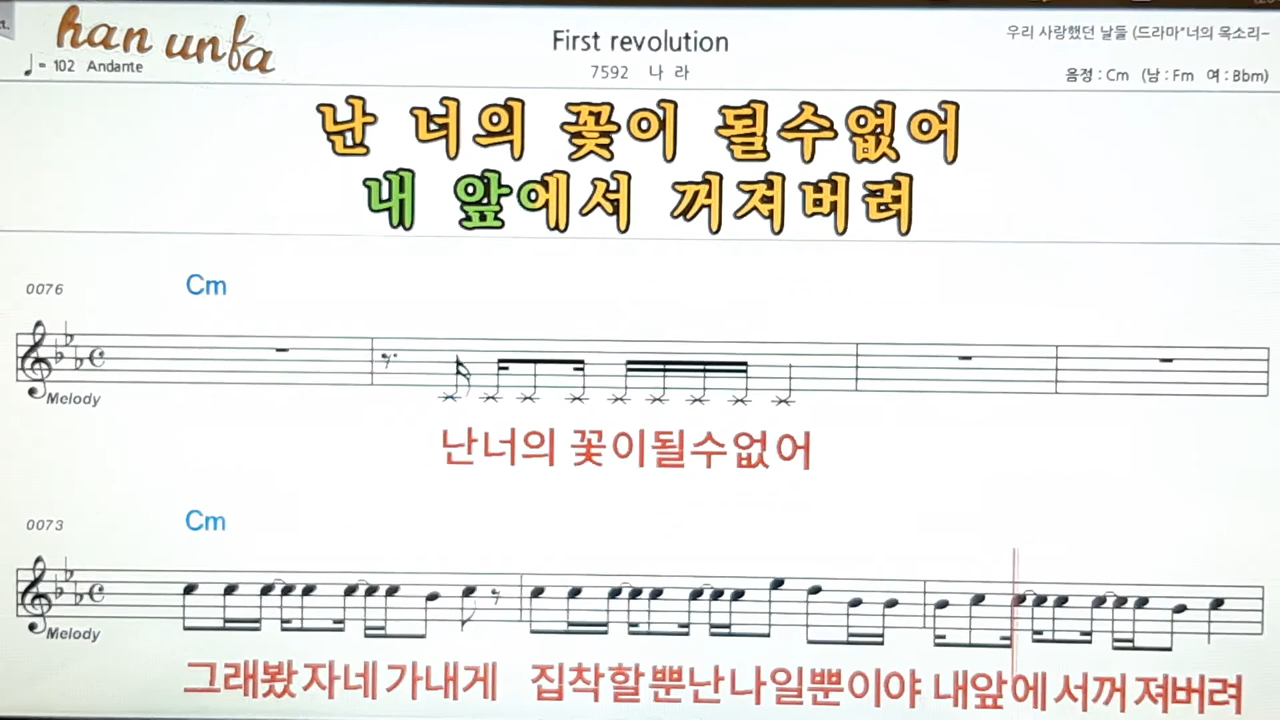 han unfa
First revolution
우리 사랑했던 날들 (드라마"너의 목소리-
♩= 102 Andante
7592 나 라
음정 : Cm (남 : Fm 여 : Bbm)
난 너의 꽃이 될수없어
내 앞에서 꺼져버려
0076
Cm
Melody
난너의 꽃이될수없어
0073
Cm
Melody
그래봤자네가내게 집착할뿐난나일뿐이야 내앞에서꺼져버려